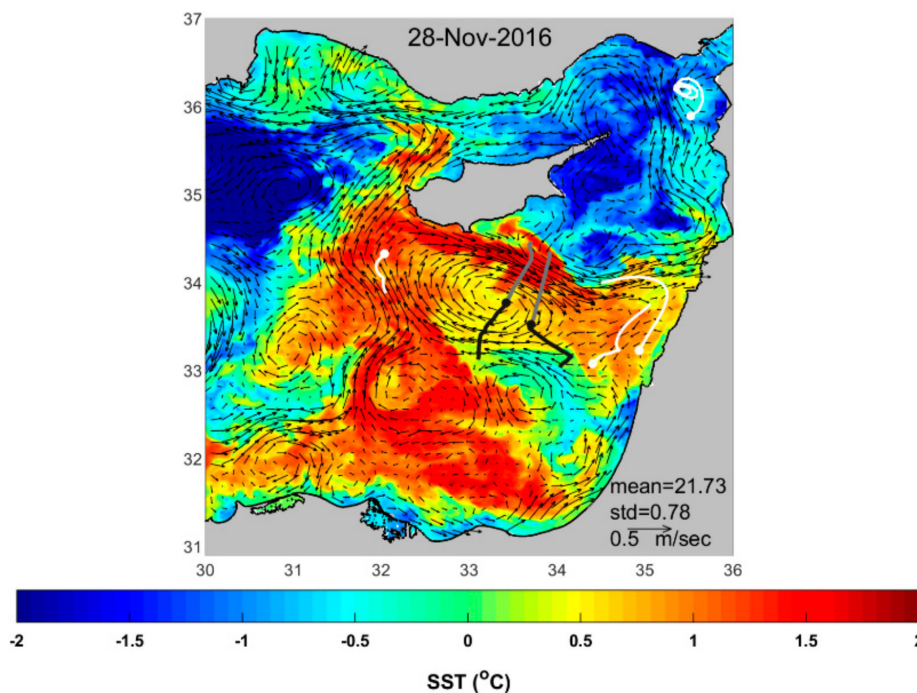 37
28-Nov-2016
36
35
34
33
32
mean=21.73
std=0.78
0.5 m/sec
31
30 31 32 33 34 35 36
-2 -1.5 -1 -0.5 0 0.5 1 1.5 2
SST (°C)